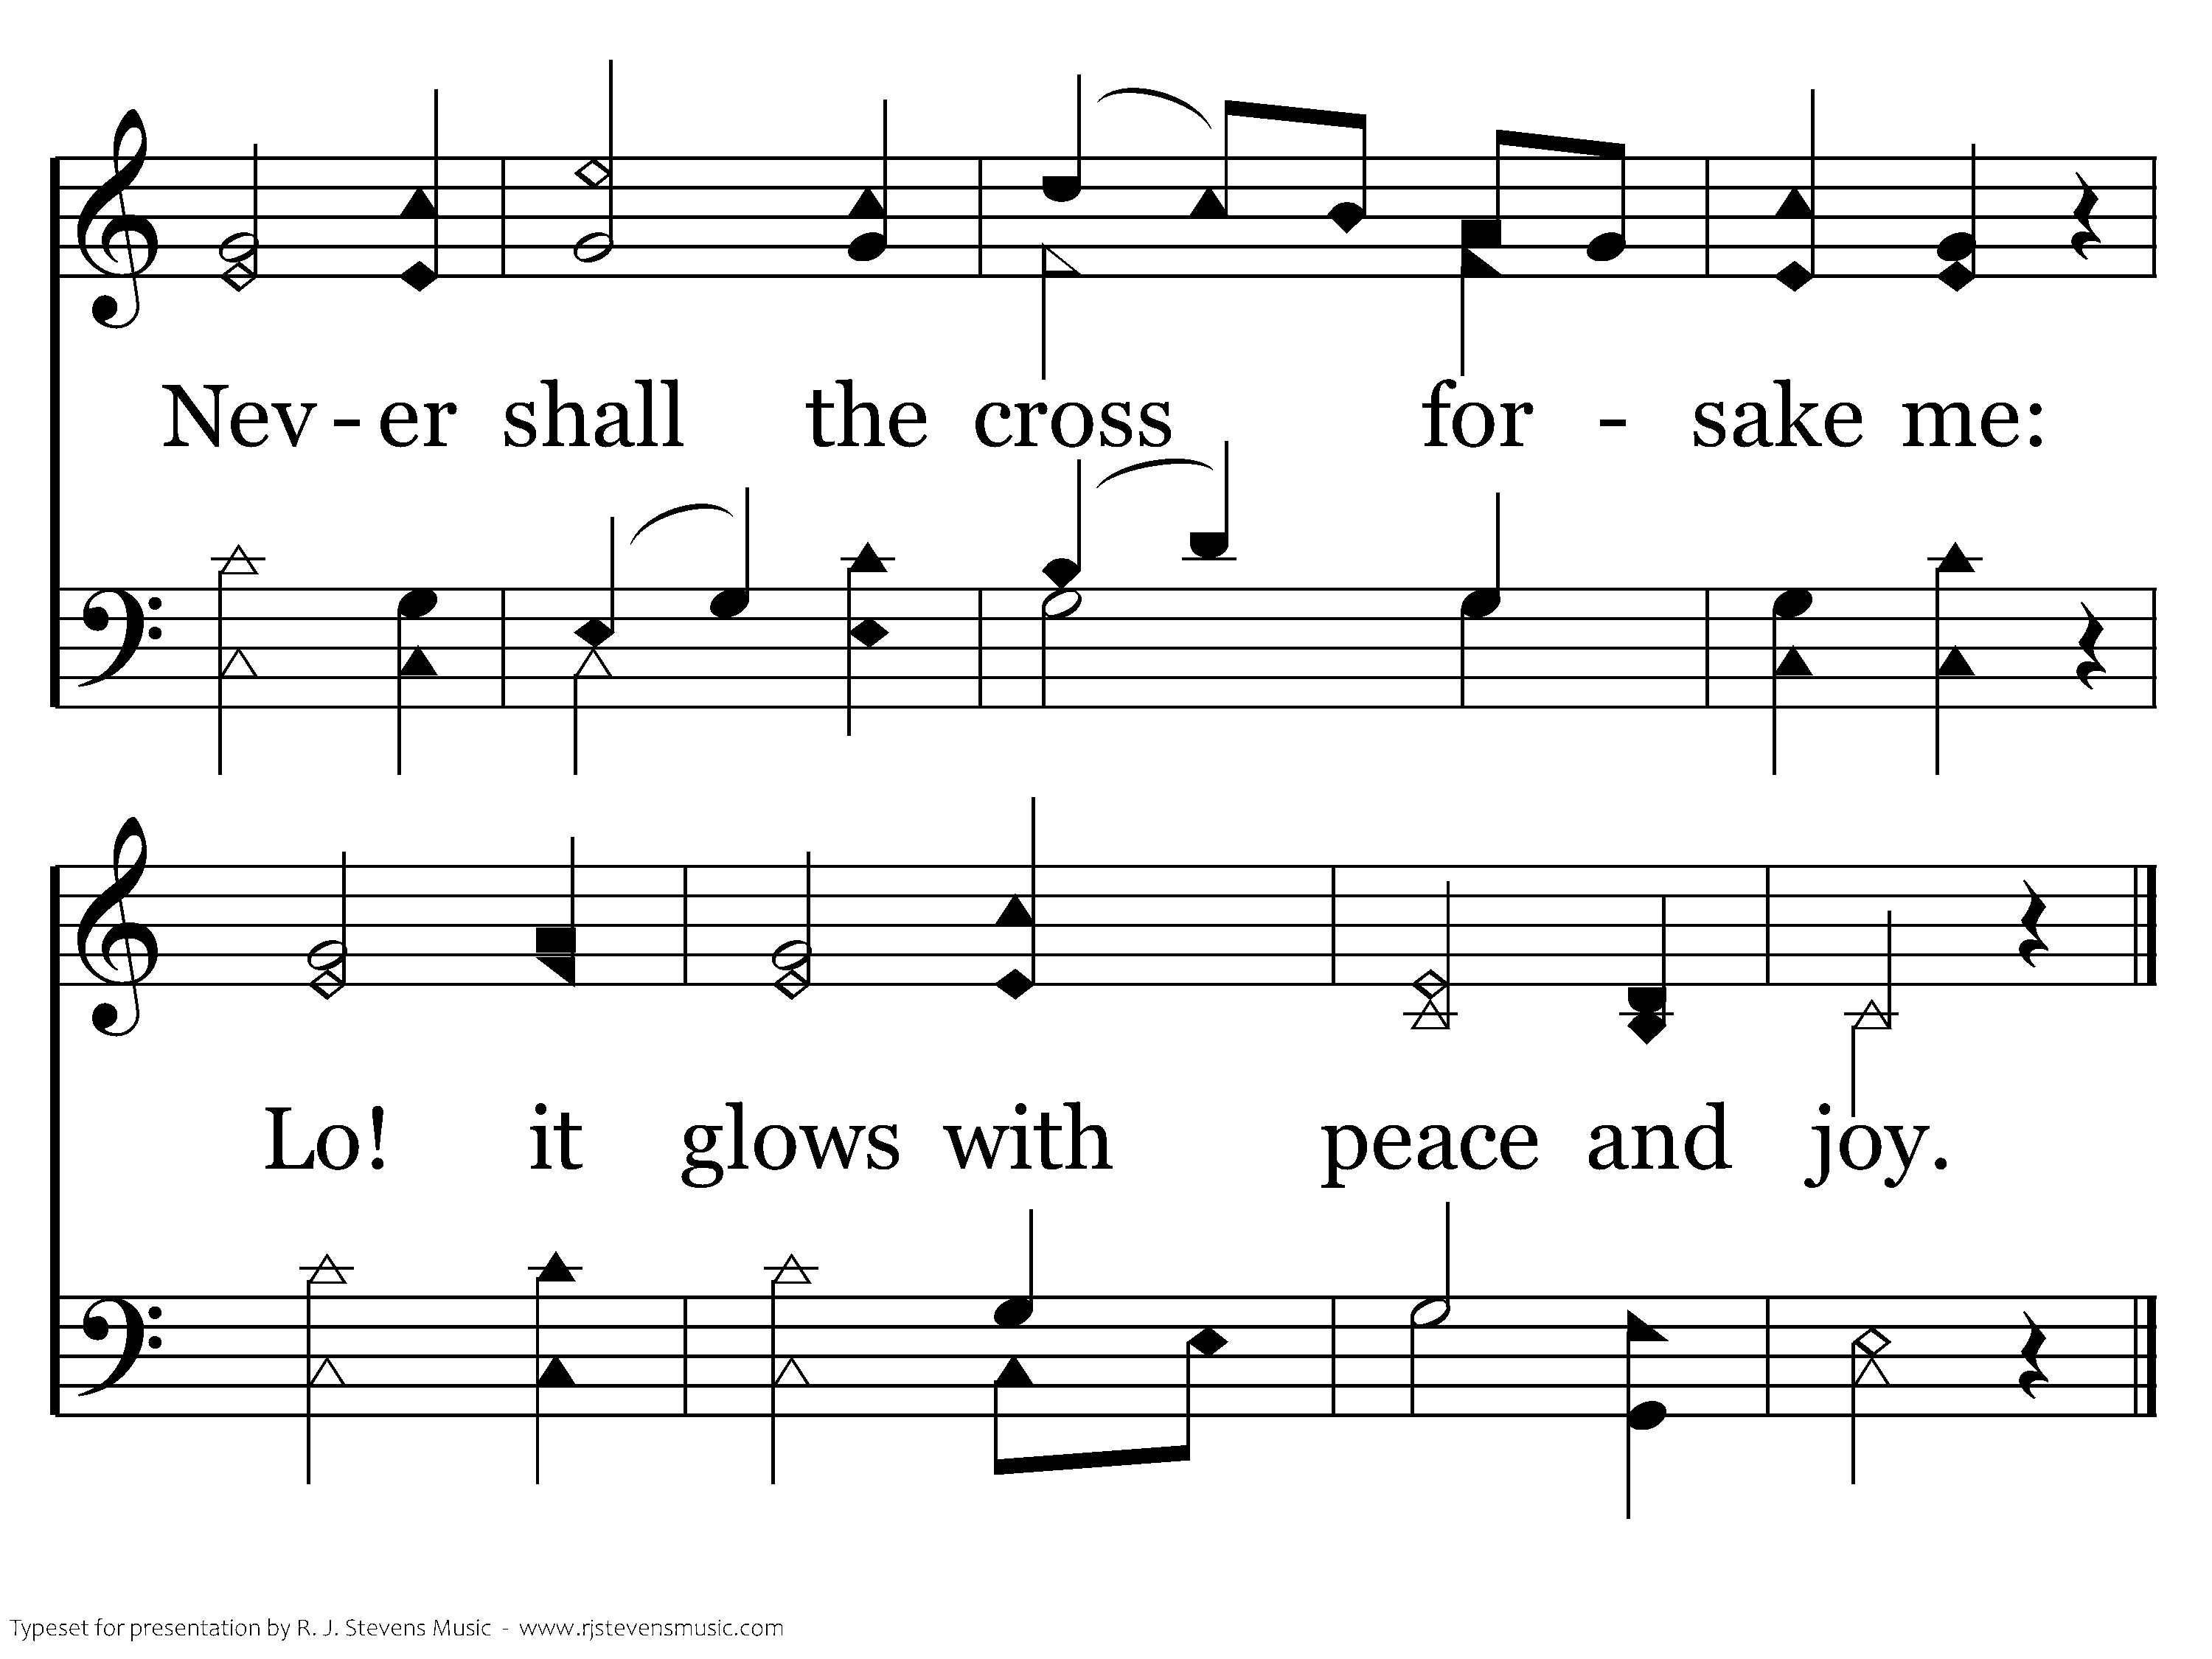 Nev - er shall the cross for - sake me:
Lo! it glows with peace and joy.
Typeset for presentation by R. J. Stevens Music - www.rjstevensmusic.com